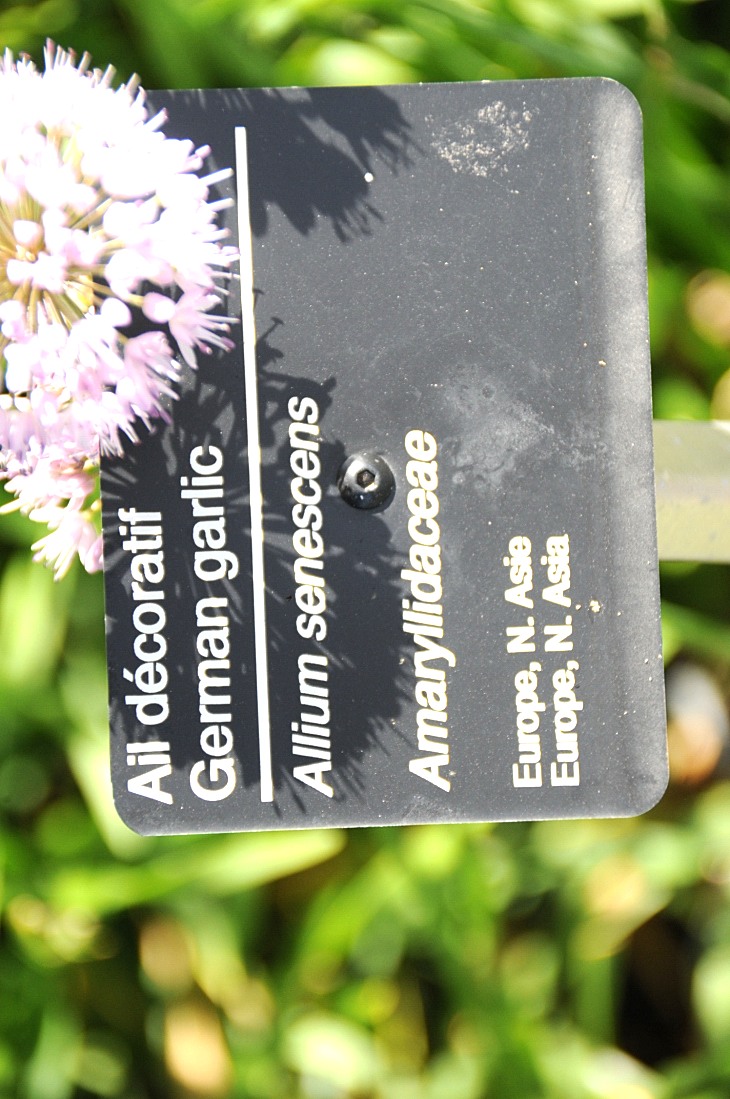 Ail décoratif
German garlic
Allium senescens
Amaryllidaceae
Europe, N. Asie
Europe, N. Asia